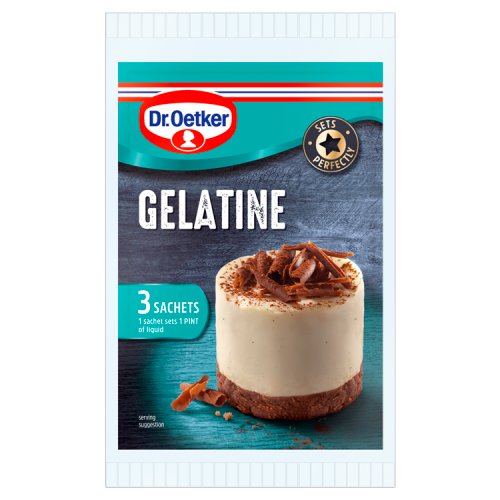 Dr.Oetker
SETS
PERFECTLY
GELATINE
3 SACHETS
1 sachet sets 1 PINT
of liquid
serving
suggestion